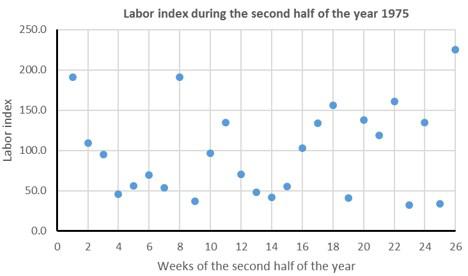 Labor index during the second half of the year 1975
250.0
200.0
150.0
100.0
50.0
0.0
Labor index
0 2 4 6 8 10 12 14 16 18 20 22 24 26
Weeks of the second half of the year